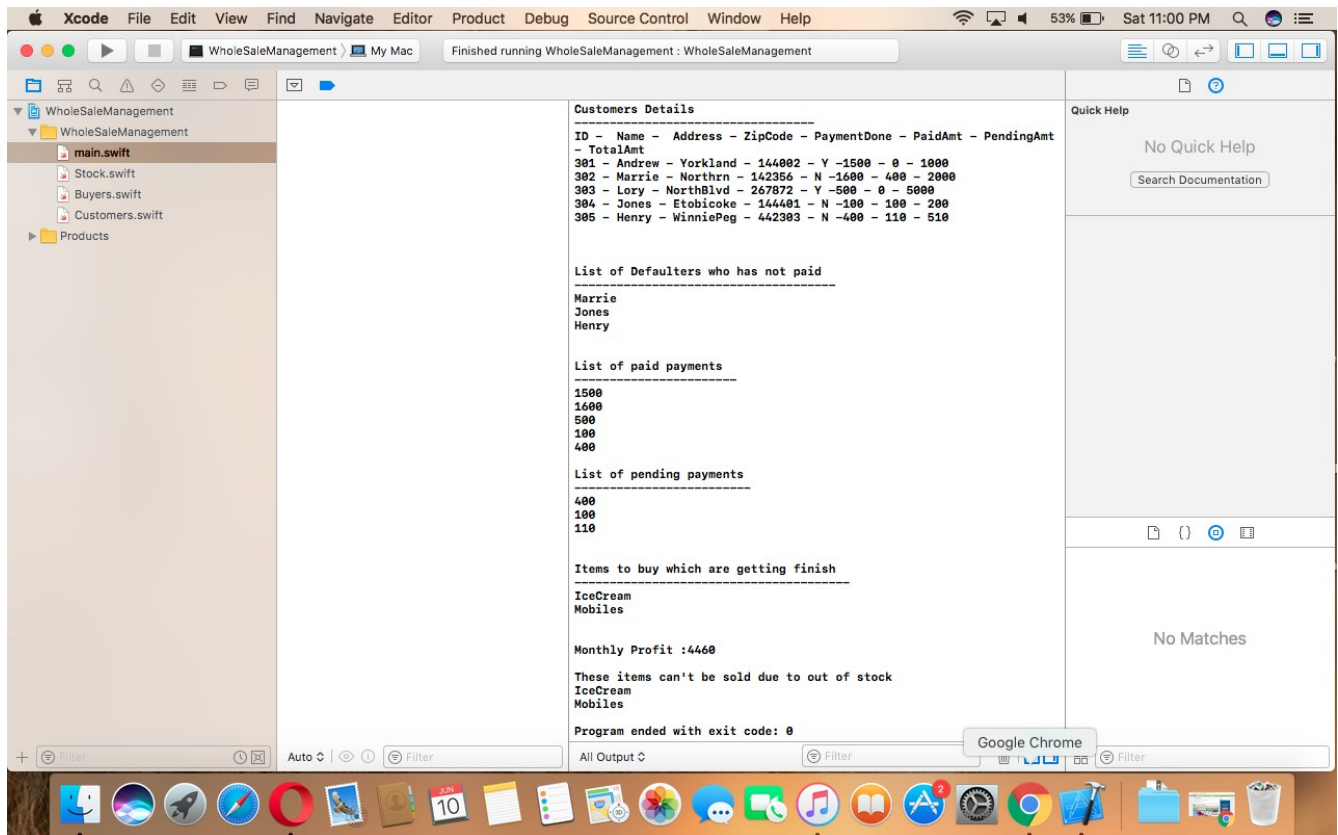 Xcode File Edit View Find Navigate Editor Product Debug Source Control Window Help 53% Sat 11:00 PM
WholeSaleManagement My Mac
Finished running WholeSaleManagement : WholeSaleManagement
WholeSaleManagement
WholeSaleManagement
main.swift
Stock.swift
Buyers.swift
Customers.swift
Products
Filter
Customers Details
----------------------------------
ID - Name - Address - ZipCode - PaymentDone - PaidAmt - PendingAmt
- TotalAmt
301 - Andrew - Yorkland - 144002 - Y -1500 - 0 - 1000
302 - Marrie - Northrn - 142356 - N -1600 - 400 - 2000
303 - Lory - NorthBlvd - 267872 - Y -500 - 0 - 5000
304 - Jones - Etobicoke - 144401 - N -100 - 100 - 200
305 - Henry - WinniePeg - 442303 - N -400 - 110 - 510
List of Defaulters who has not paid
-------------------------------------
Marrie
Jones
Henry
List of paid payments
-----------------------
1500
1600
500
100
400
List of pending payments
-------------------------
400
100
110
Items to buy which are getting finish
---------------------------------------
IceCream
Mobiles
Monthly Profit :4460
These items can't be sold due to out of stock
IceCream
Mobiles
Program ended with exit code: 0
Auto Filter
All Output Filter
Quick Help
No Quick Help
Search Documentation
No Matches
Filter
Google Chrome
JUN
10
2